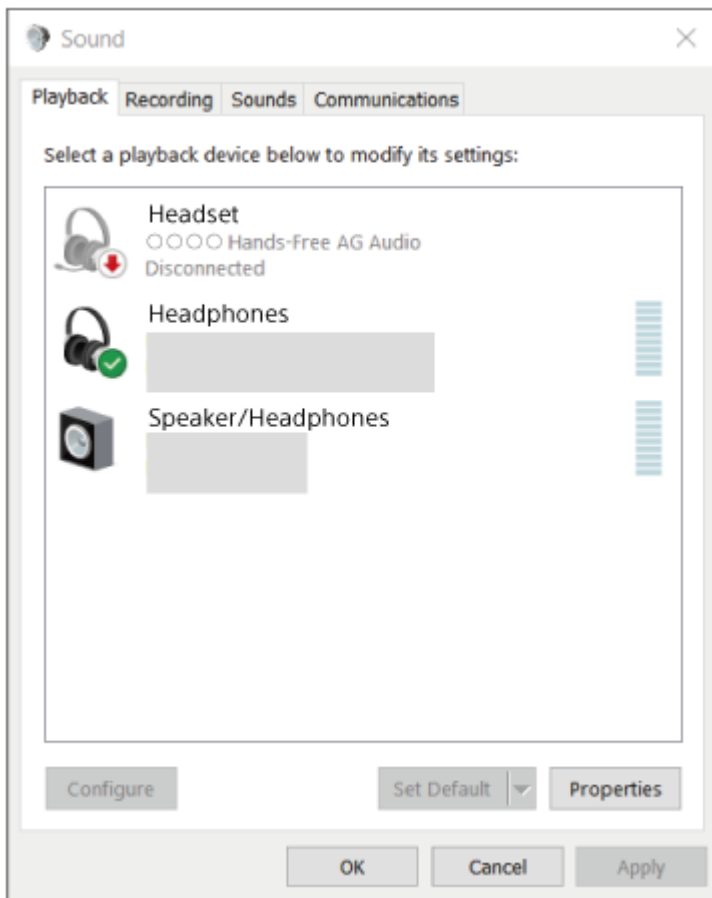 Sound
Playback Recording Sounds Communications
Select a playback device below to modify its settings:
Headset
○○○○ Hands-Free AG Audio
Disconnected
Headphones
Speaker/Headphones
Configure Set Default Properties
OK Cancel Apply